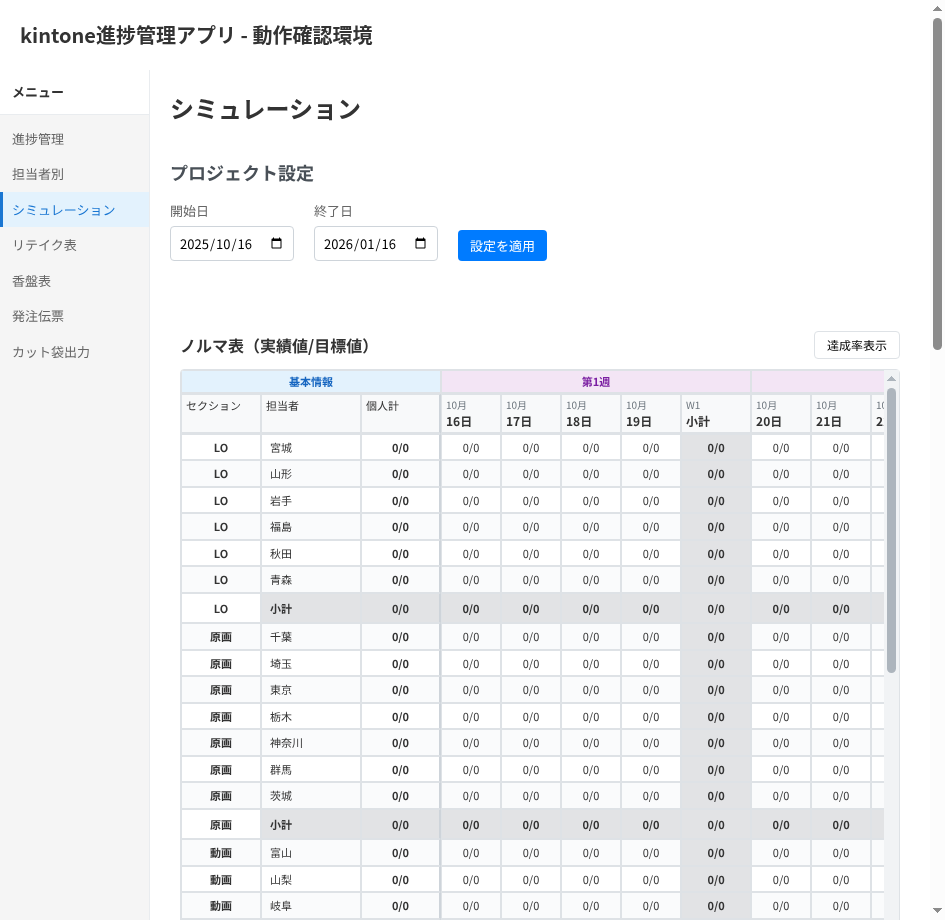 kintone進捗管理アプリ - 動作確認環境
メニュー
進捗管理
担当者別
シミュレーション
リテイク表
香盤表
発注伝票
カット袋出力
シミュレーション
プロジェクト設定
開始日 終了日
2025/10/16 2026/01/16 設定を適用
ノルマ表（実績値/目標値） 達成率表示
基本情報 第1週
セクション 担当者 個人計 10月 10月 10月 10月 W1 10月 10月
16日 17日 18日 19日 小計 20日 21日
LO 宮城 0/0 0/0 0/0 0/0 0/0 0/0 0/0 0/0
LO 山形 0/0 0/0 0/0 0/0 0/0 0/0 0/0 0/0
LO 岩手 0/0 0/0 0/0 0/0 0/0 0/0 0/0 0/0
LO 福島 0/0 0/0 0/0 0/0 0/0 0/0 0/0 0/0
LO 秋田 0/0 0/0 0/0 0/0 0/0 0/0 0/0 0/0
LO 青森 0/0 0/0 0/0 0/0 0/0 0/0 0/0 0/0
LO 小計 0/0 0/0 0/0 0/0 0/0 0/0 0/0 0/0
原画 千葉 0/0 0/0 0/0 0/0 0/0 0/0 0/0 0/0
原画 埼玉 0/0 0/0 0/0 0/0 0/0 0/0 0/0 0/0
原画 東京 0/0 0/0 0/0 0/0 0/0 0/0 0/0 0/0
原画 栃木 0/0 0/0 0/0 0/0 0/0 0/0 0/0 0/0
原画 神奈川 0/0 0/0 0/0 0/0 0/0 0/0 0/0 0/0
原画 群馬 0/0 0/0 0/0 0/0 0/0 0/0 0/0 0/0
原画 茨城 0/0 0/0 0/0 0/0 0/0 0/0 0/0 0/0
原画 小計 0/0 0/0 0/0 0/0 0/0 0/0 0/0 0/0
動画 富山 0/0 0/0 0/0 0/0 0/0 0/0 0/0 0/0
動画 山梨 0/0 0/0 0/0 0/0 0/0 0/0 0/0 0/0
動画 岐阜 0/0 0/0 0/0 0/0 0/0 0/0 0/0 0/0